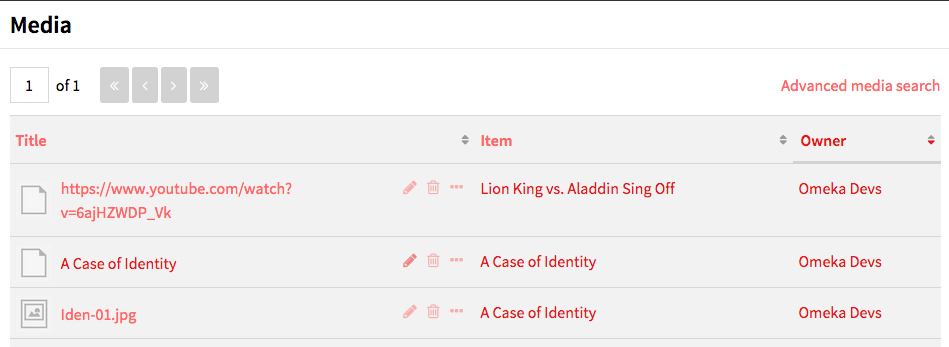 Media
1 of 1 « ‹ › » Advanced media search
Title Item Owner
https://www.youtube.com/watch? Lion King vs. Aladdin Sing Off Omeka Devs
v=6ajHZWDP_Vk
A Case of Identity A Case of Identity Omeka Devs
Iden-01.jpg A Case of Identity Omeka Devs